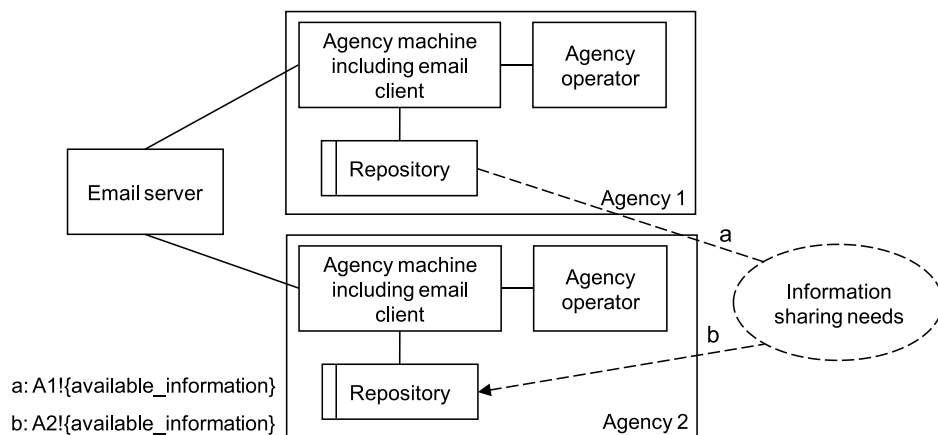 Agency machine
including email
client
Agency
operator
Repository
Agency 1
Email server
a
Agency machine
including email
client
Agency
operator
Information
sharing needs
b
Repository
Agency 2
a: A1!{available_information}
b: A2!{available_information}